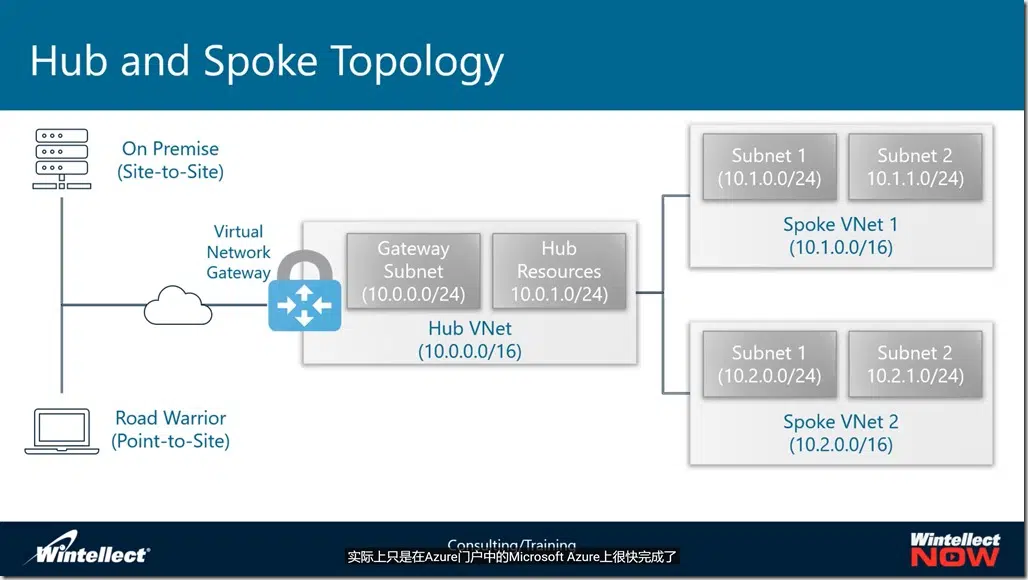 Hub and Spoke Topology
On Premise
(Site-to-Site)
Virtual
Network
Gateway
Gateway
Subnet
(10.0.0.0/24)
Hub
Resources
10.0.1.0/24)
Hub VNet
(10.0.0.0/16)
Subnet 1
(10.1.0.0/24)
Subnet 2
10.1.1.0/24)
Spoke VNet 1
(10.1.0.0/16)
Subnet 1
(10.2.0.0/24)
Subnet 2
10.2.1.0/24)
Spoke VNet 2
(10.2.0.0/16)
Road Warrior
(Point-to-Site)
Wintellect
Consulting/Training
实际上只是在Azure门户中的Microsoft Azure上很快完成了
Wintellect
NOW